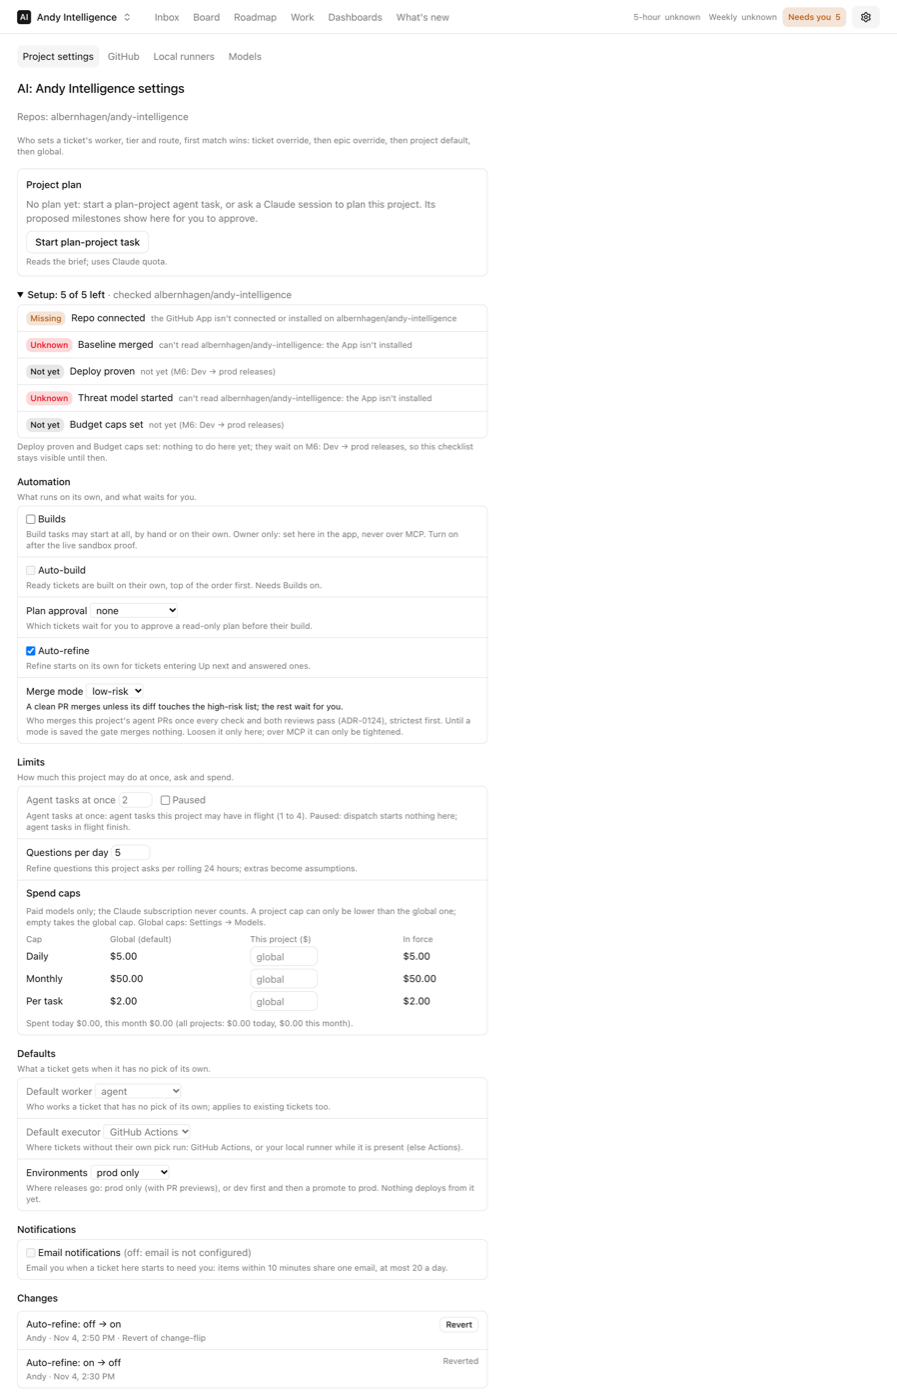 AI Andy Intelligence Inbox Board Roadmap Work Dashboards What's new 5-hour unknown Weekly unknown Needs you 5
Project settings GitHub Local runners Models
AI: Andy Intelligence settings
Repos: albernhagen/andy-intelligence
Who sets a ticket's worker, tier and route, first match wins: ticket override, then epic override, then project default,
then global.
Project plan
No plan yet: start a plan-project agent task, or ask a Claude session to plan this project. Its
proposed milestones show here for you to approve.
Start plan-project task
Reads the brief; uses Claude quota.
▼ Setup: 5 of 5 left · checked albernhagen/andy-intelligence
Missing Repo connected the GitHub App isn't connected or installed on albernhagen/andy-intelligence
Unknown Baseline merged can't read albernhagen/andy-intelligence: the App isn't installed
Not yet Deploy proven not yet (M6: Dev → prod releases)
Unknown Threat model started can't read albernhagen/andy-intelligence: the App isn't installed
Not yet Budget caps set not yet (M6: Dev → prod releases)
Deploy proven and Budget caps set: nothing to do here yet; they wait on M6: Dev → prod releases, so this checklist
stays visible until then.
Automation
What runs on its own, and what waits for you.
Builds
Build tasks may start at all, by hand or on their own. Owner only: set here in the app, never over MCP. Turn on
after the live sandbox proof.
Auto-build
Ready tickets are built on their own, top of the order first. Needs Builds on.
Plan approval none
Which tickets wait for you to approve a read-only plan before their build.
Auto-refine
Refine starts on its own for tickets entering Up next and answered ones.
Merge mode low-risk
A clean PR merges unless its diff touches the high-risk list; the rest wait for you.
Who merges this project's agent PRs once every check and both reviews pass (ADR-0124), strictest first. Until a
mode is saved the gate merges nothing. Loosen it only here; over MCP it can only be tightened.
Limits
How much this project may do at once, ask and spend.
Agent tasks at once 2 Paused
Agent tasks at once: agent tasks this project may have in flight (1 to 4). Paused: dispatch starts nothing here;
agent tasks in flight finish.
Questions per day 5
Refine questions this project asks per rolling 24 hours; extras become assumptions.
Spend caps
Paid models only; the Claude subscription never counts. A project cap can only be lower than the global one;
empty takes the global cap. Global caps: Settings → Models.
Cap Global (default) This project ($) In force
Daily $5.00 global $5.00
Monthly $50.00 global $50.00
Per task $2.00 global $2.00
Spent today $0.00, this month $0.00 (all projects: $0.00 today, $0.00 this month).
Defaults
What a ticket gets when it has no pick of its own.
Default worker agent
Who works a ticket that has no pick of its own; applies to existing tickets too.
Default executor GitHub Actions
Where tickets without their own pick run: GitHub Actions, or your local runner while it is present (else Actions).
Environments prod only
Where releases go: prod only (with PR previews), or dev first and then a promote to prod. Nothing deploys from it
yet.
Notifications
Email notifications (off: email is not configured)
Email you when a ticket here starts to need you: items within 10 minutes share one email, at most 20 a day.
Changes
Auto-refine: off → on Revert
Andy · Nov 4, 2:50 PM · Revert of change-flip
Auto-refine: on → off Reverted
Andy · Nov 4, 2:30 PM